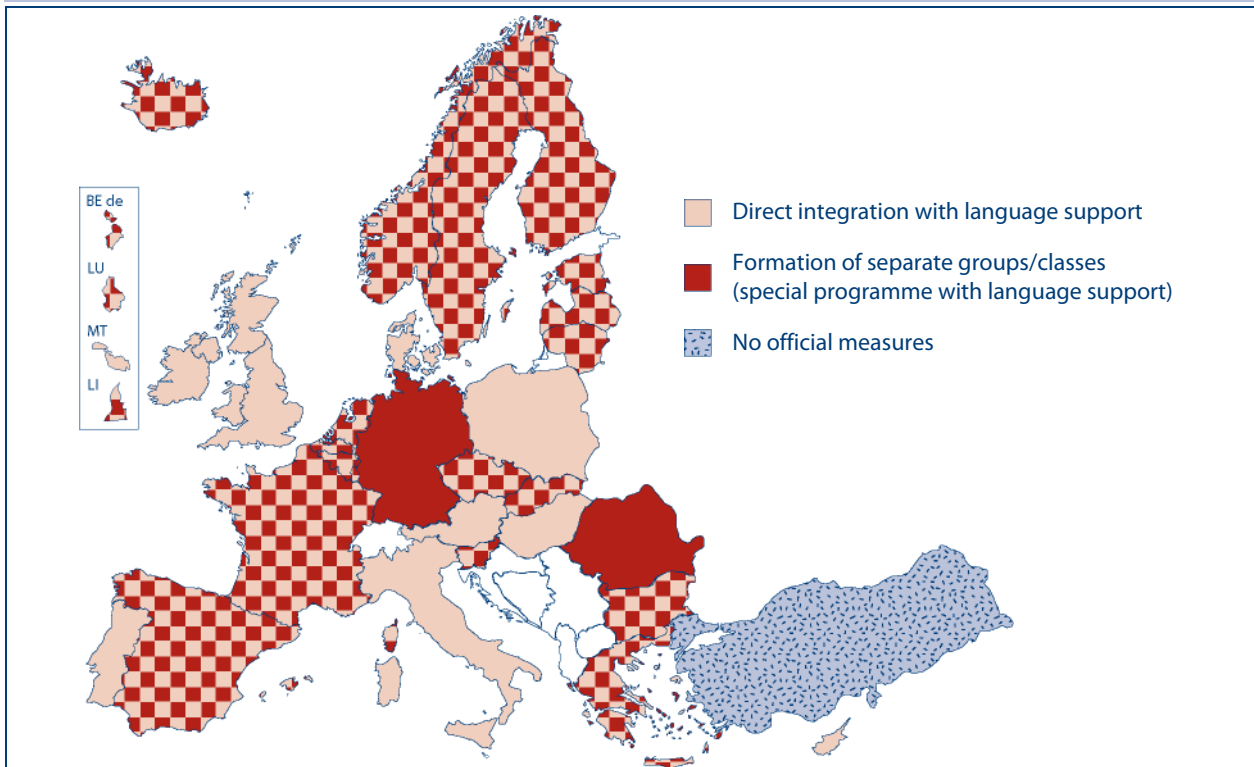 BE de
LU
MT
LI
Direct integration with language support
Formation of separate groups/classes
(special programme with language support)
No official measures